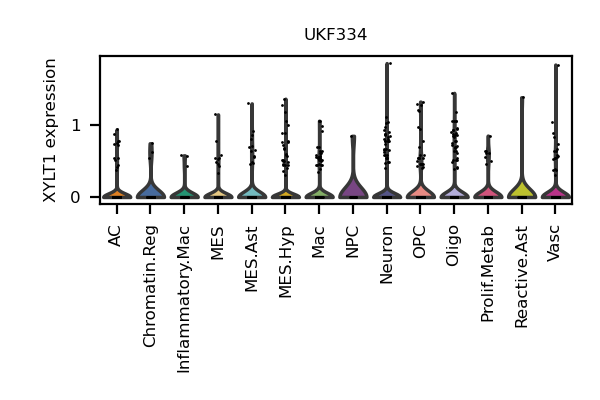 UKF334
XYLT1 expression
1
0
AC
Chromatin.Reg
Inflammatory.Mac
MES
MES.Ast
MES.Hyp
Mac
NPC
Neuron
OPC
Oligo
Prolif.Metab
Reactive.Ast
Vasc